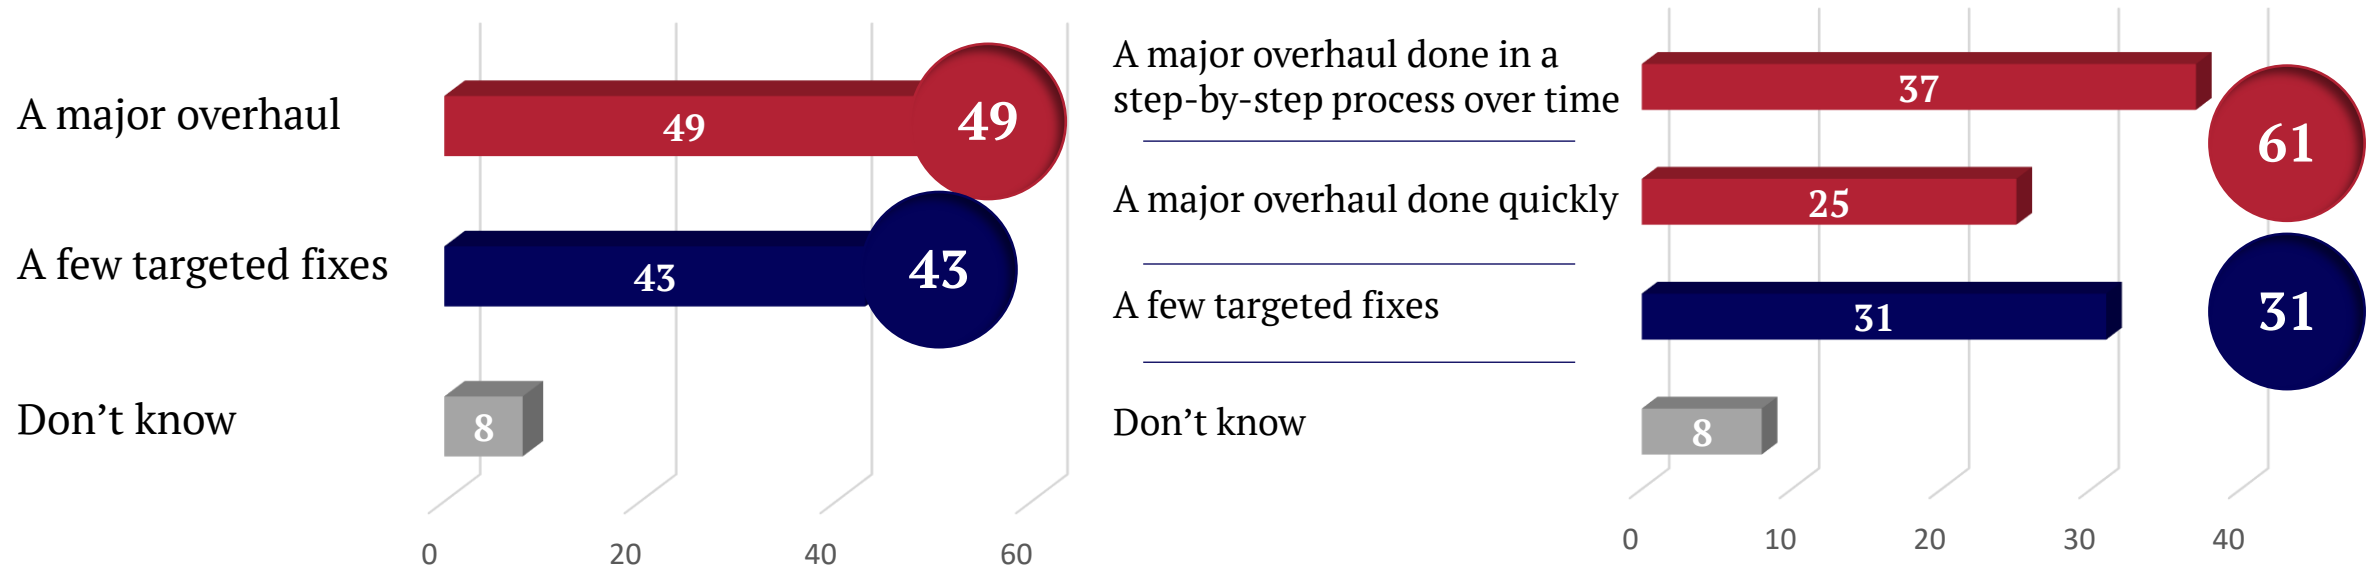 A major overhaul
49
49
A few targeted fixes
43
43
Don’t know
8
0 20 40 60
A major overhaul done in a
step-by-step process over time
37
61
A major overhaul done quickly
25
A few targeted fixes
31
31
Don’t know
8
0 10 20 30 40